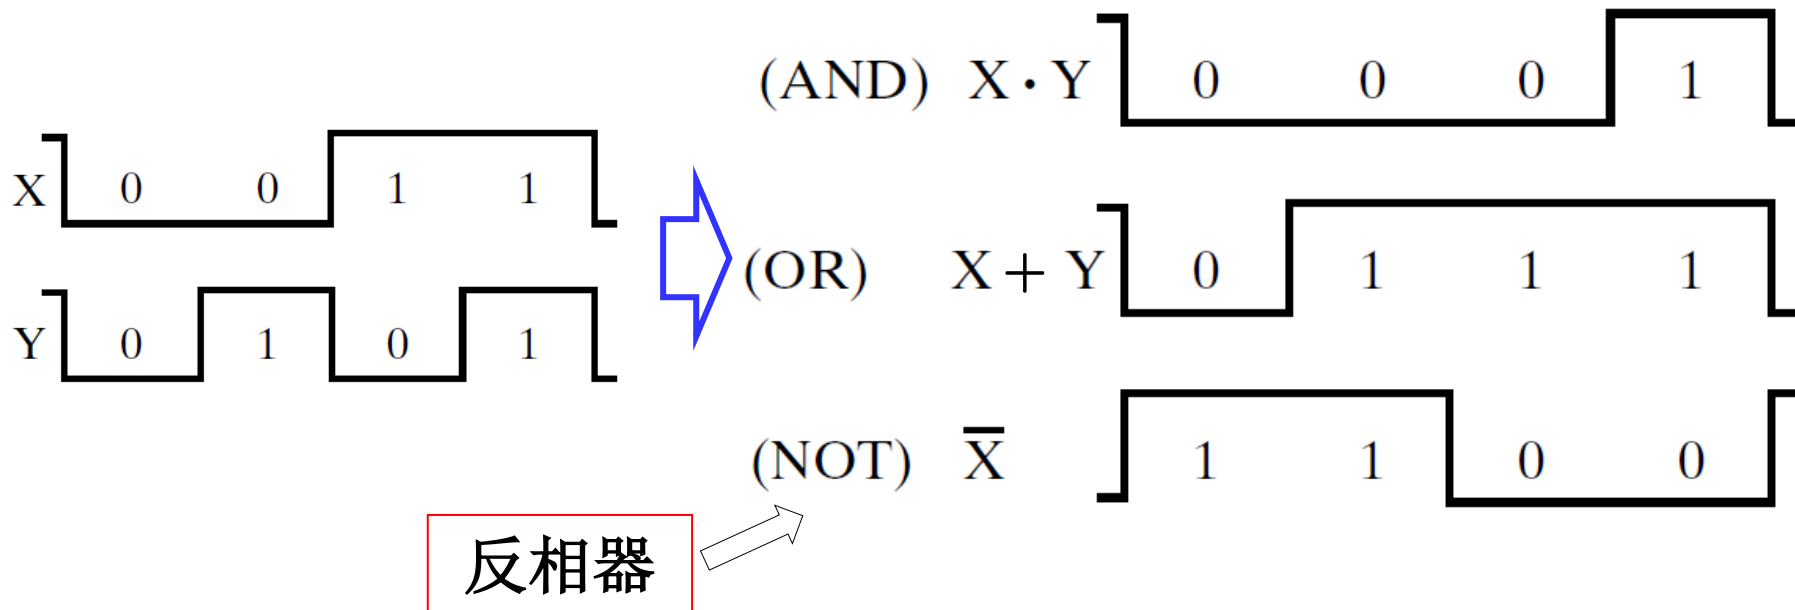 X 0 0 1 1
Y 0 1 0 1
(AND) X · Y 0 0 0 1
(OR) X + Y 0 1 1 1
(NOT) X̅ 1 1 0 0
反相器